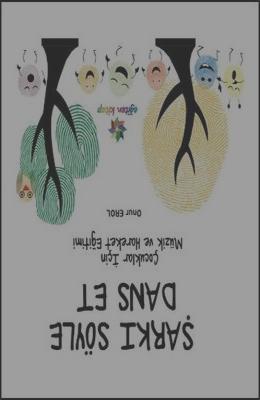 ŞARKI SÖYLE
DANS ET
Çocuklar İçin
Müzik ve Hareket Eğitimi
Onur EROL
eğiten kitap